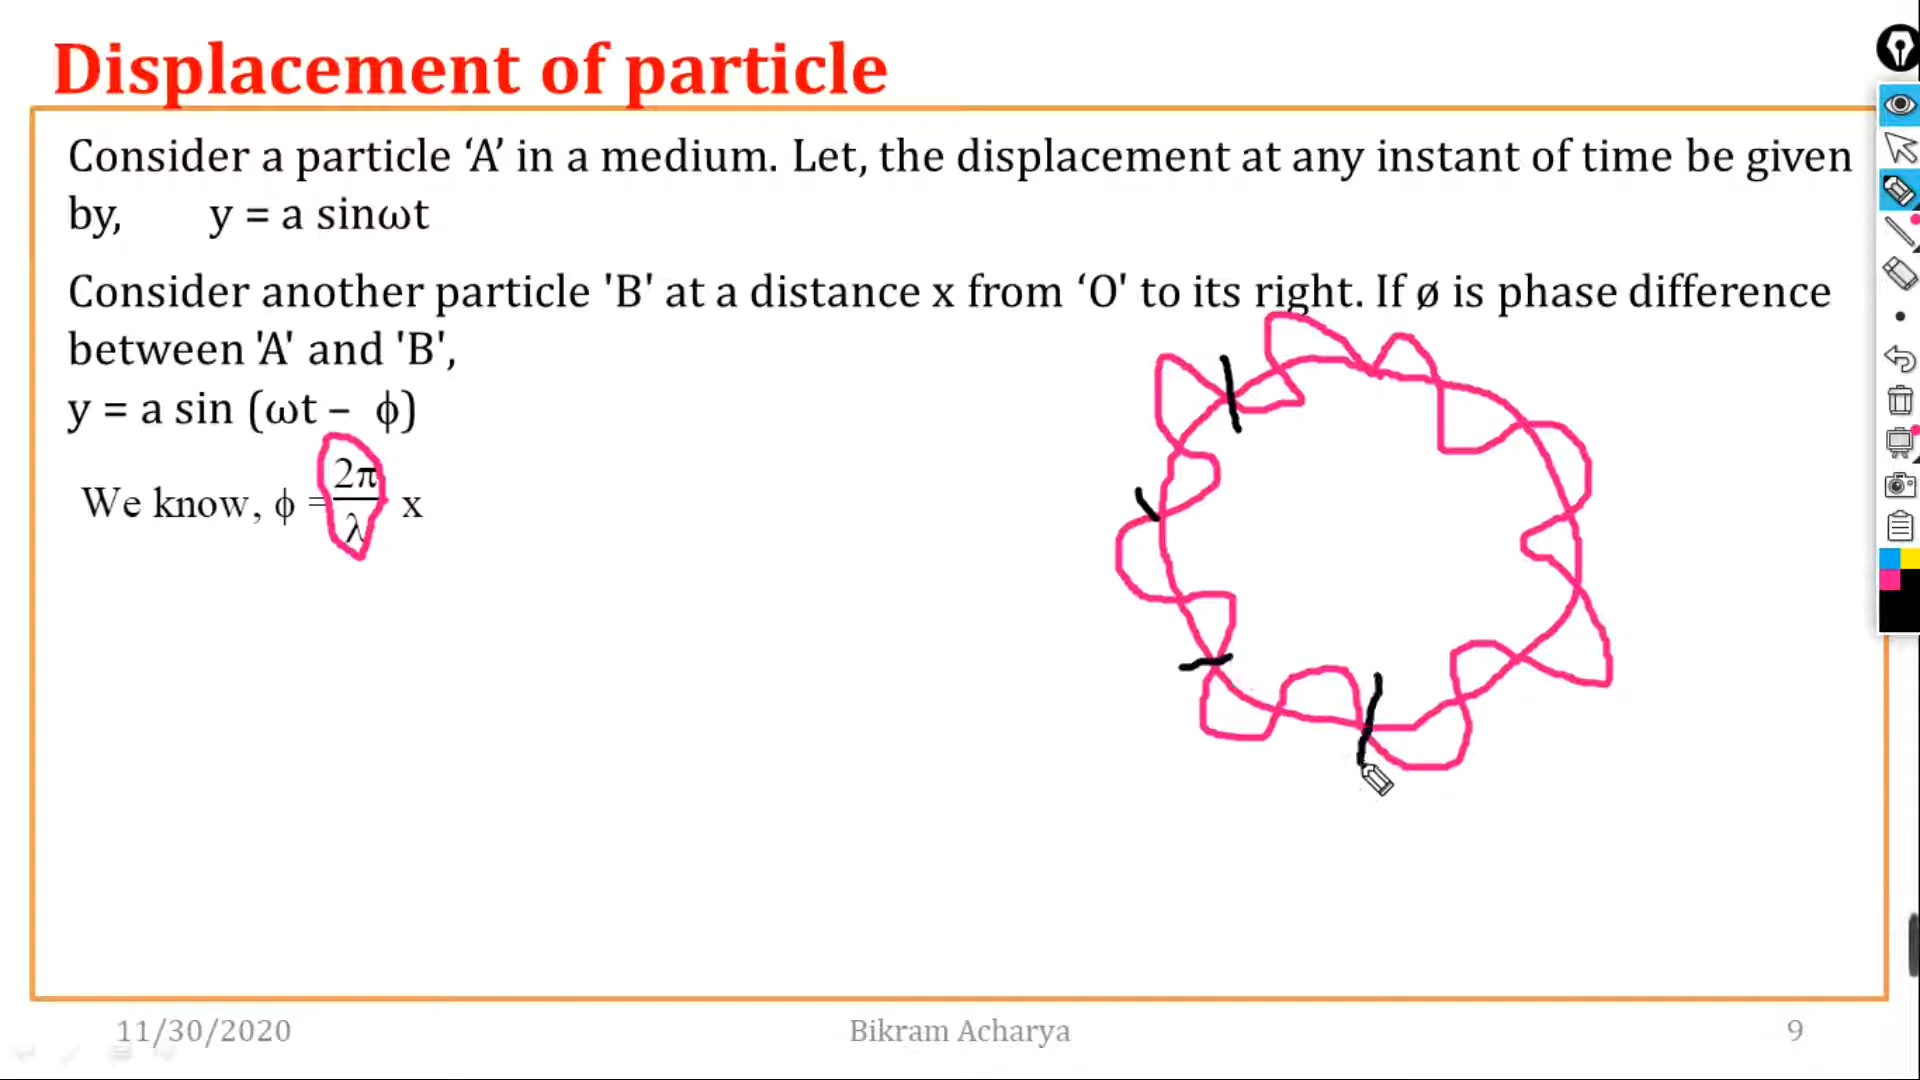 Displacement of particle
Consider a particle ‘A’ in a medium. Let, the displacement at any instant of time be given
by, y = a sinωt
Consider another particle 'B' at a distance x from ‘O' to its right. If ø is phase difference
between 'A' and 'B',
y = a sin (ωt – ϕ)
We know, ϕ = 2π/λ x
11/30/2020 Bikram Acharya 9